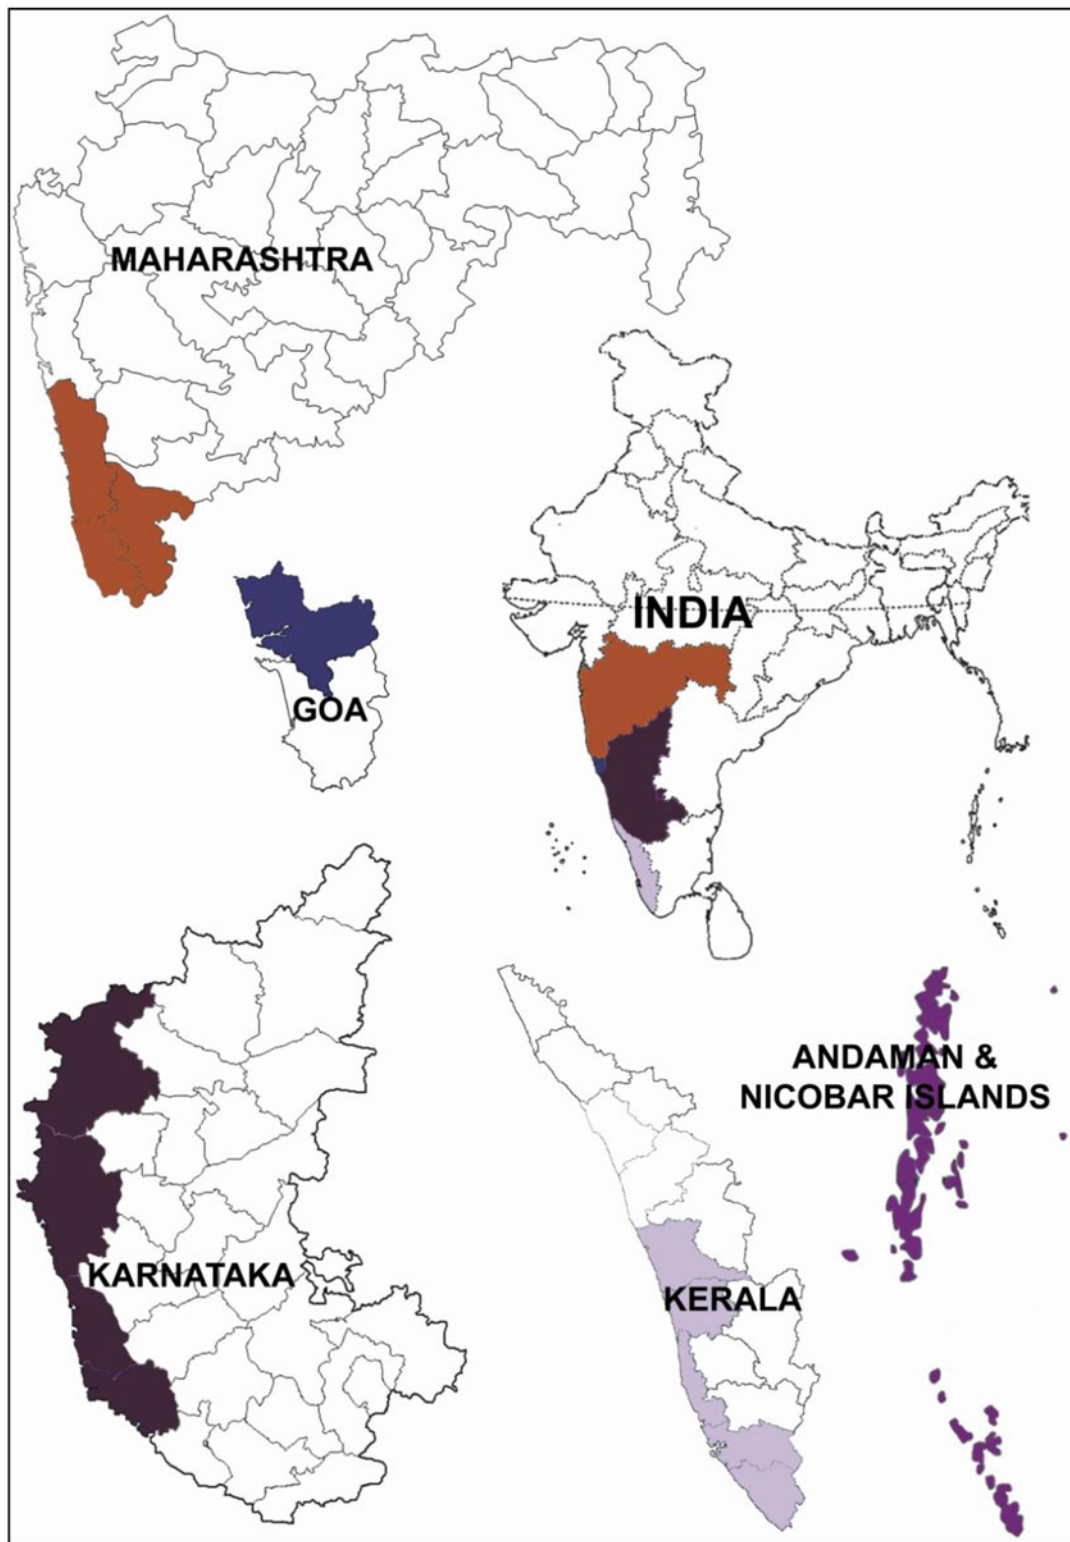 MAHARASHTRA
INDIA
GOA
ANDAMAN &
NICOBAR ISLANDS
KARNATAKA
KERALA